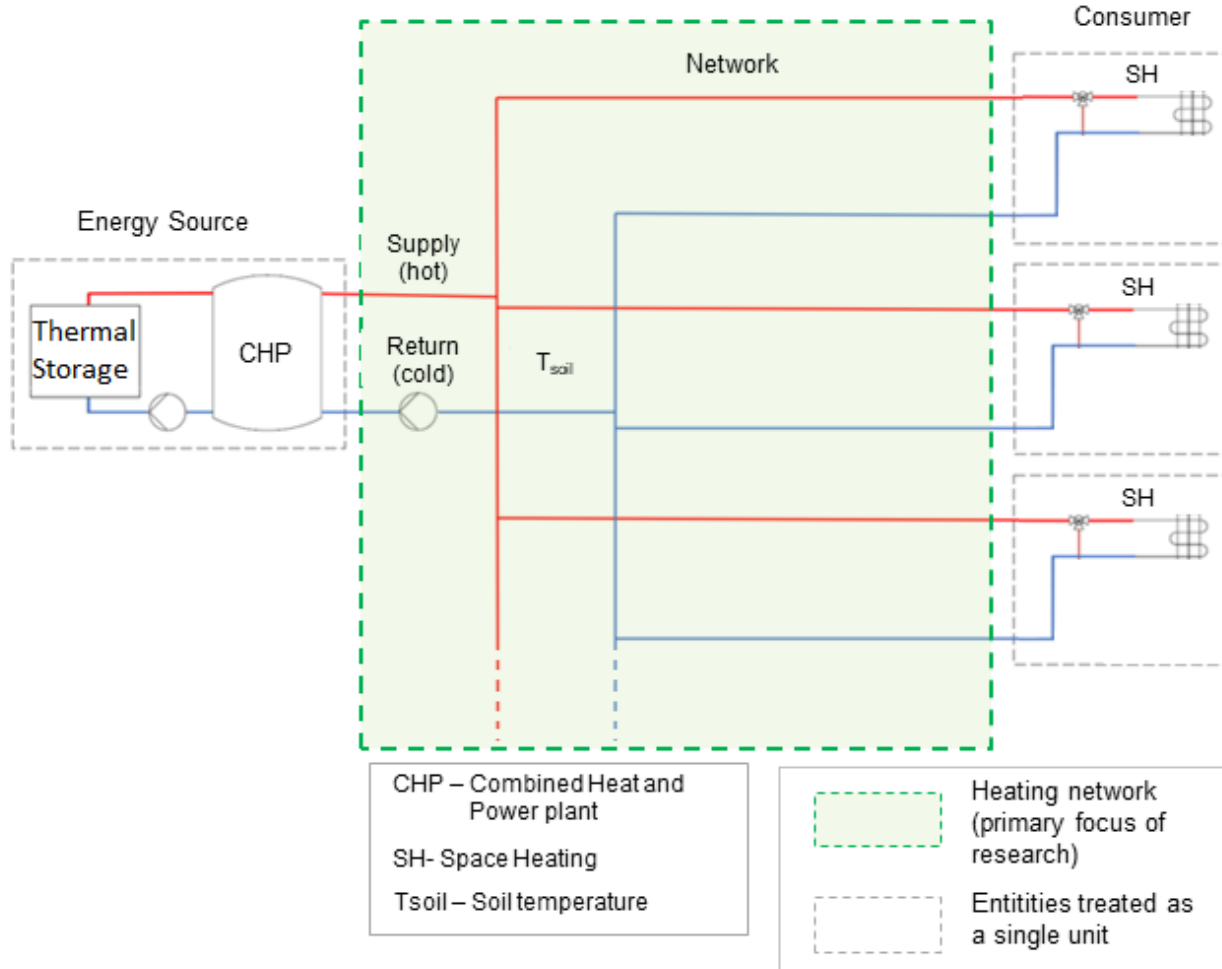 Consumer
Network
SH
Energy Source
Supply
(hot)
SH
Thermal
Storage
CHP
Return
(cold)
Tsoil
SH
CHP – Combined Heat and
Power plant
SH- Space Heating
Tsoil – Soil temperature
Heating network
(primary focus of
research)
Entitities treated as
a single unit